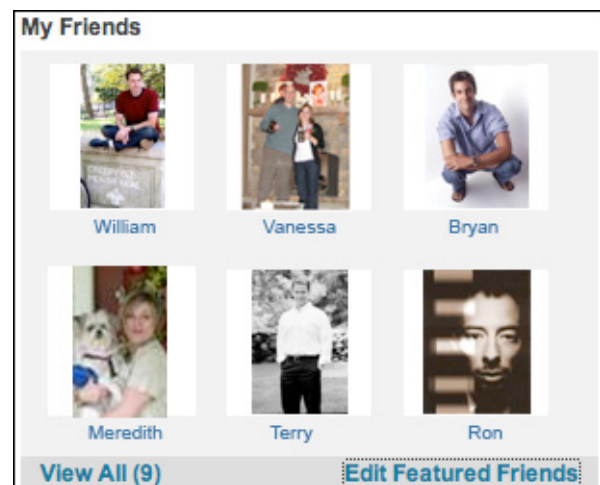 My Friends
William Vanessa Bryan
Meredith Terry Ron
View All (9) Edit Featured Friends